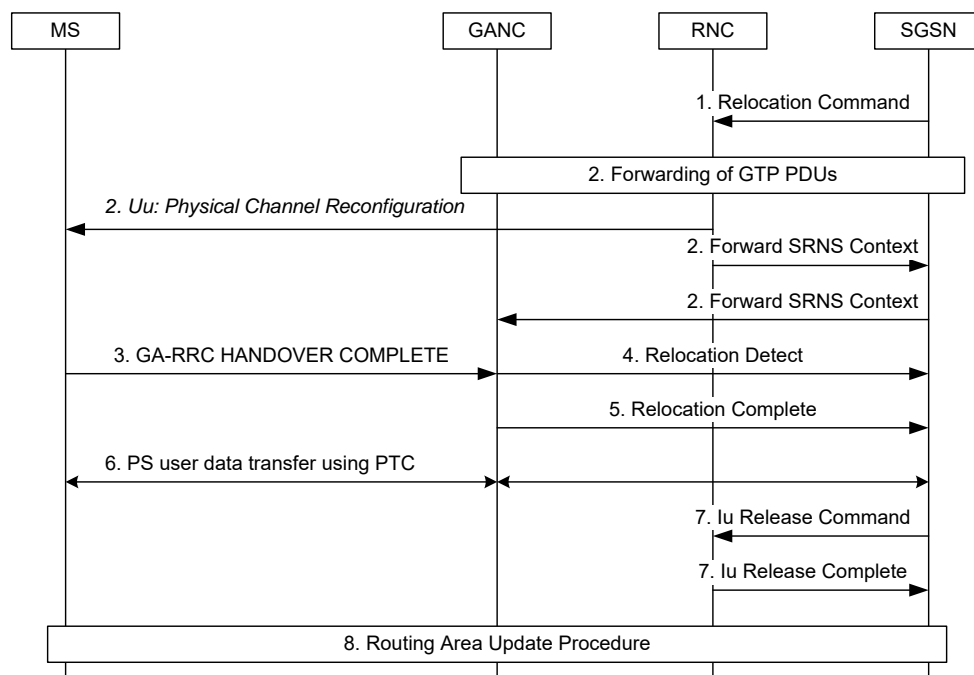 MS
GANC
RNC
SGSN
1. Relocation Command
2. Forwarding of GTP PDUs
2. Uu: Physical Channel Reconfiguration
2. Forward SRNS Context
2. Forward SRNS Context
3. GA-RRC HANDOVER COMPLETE
4. Relocation Detect
5. Relocation Complete
6. PS user data transfer using PTC
7. Iu Release Command
7. Iu Release Complete
8. Routing Area Update Procedure